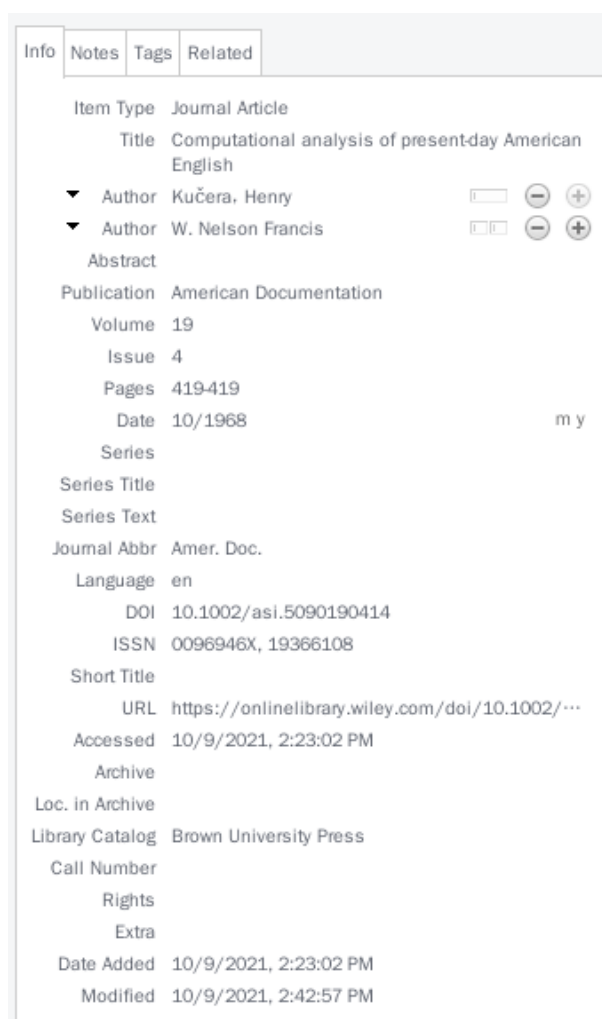 Info Notes Tags Related
Item Type Journal Article
Title Computational analysis of present-day American
English
Author Kučera, Henry
Author W. Nelson Francis
Abstract
Publication American Documentation
Volume 19
Issue 4
Pages 419-419
Date 10/1968 m y
Series
Series Title
Series Text
Journal Abbr Amer. Doc.
Language en
DOI 10.1002/asi.5090190414
ISSN 0096946X, 19366108
Short Title
URL https://onlinelibrary.wiley.com/doi/10.1002/⋯
Accessed 10/9/2021, 2:23:02 PM
Archive
Loc. in Archive
Library Catalog Brown University Press
Call Number
Rights
Extra
Date Added 10/9/2021, 2:23:02 PM
Modified 10/9/2021, 2:42:57 PM